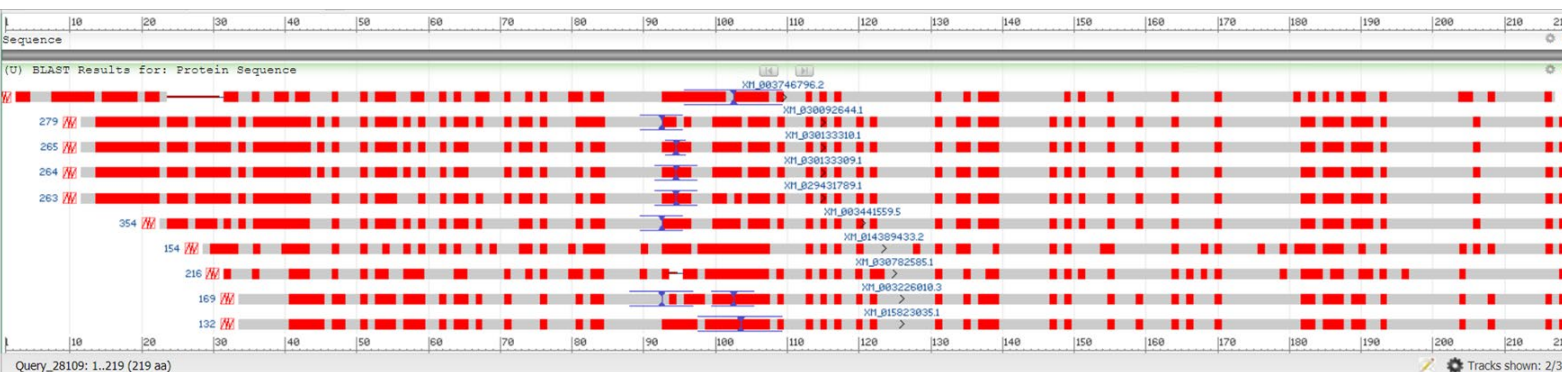 1 10 20 30 40 50 60 70 80 90 100 110 120 130 140 150 160 170 180 190 200 210 21
Sequence
(U) BLAST Results for: Protein Sequence
XM_003746796.2
XM_030092644.1
279
XM_030133310.1
265
XM_030133309.1
264
XM_029431789.1
263
XM_003441559.5
354
XM_014389433.2
154
XM_030782585.1
216
XM_003226010.3
169
XM_015823035.1
132
1 10 20 30 40 50 60 70 80 90 100 110 120 130 140 150 160 170 180 190 200 210 21
Query_28109: 1..219 (219 aa) Tracks shown: 2/3